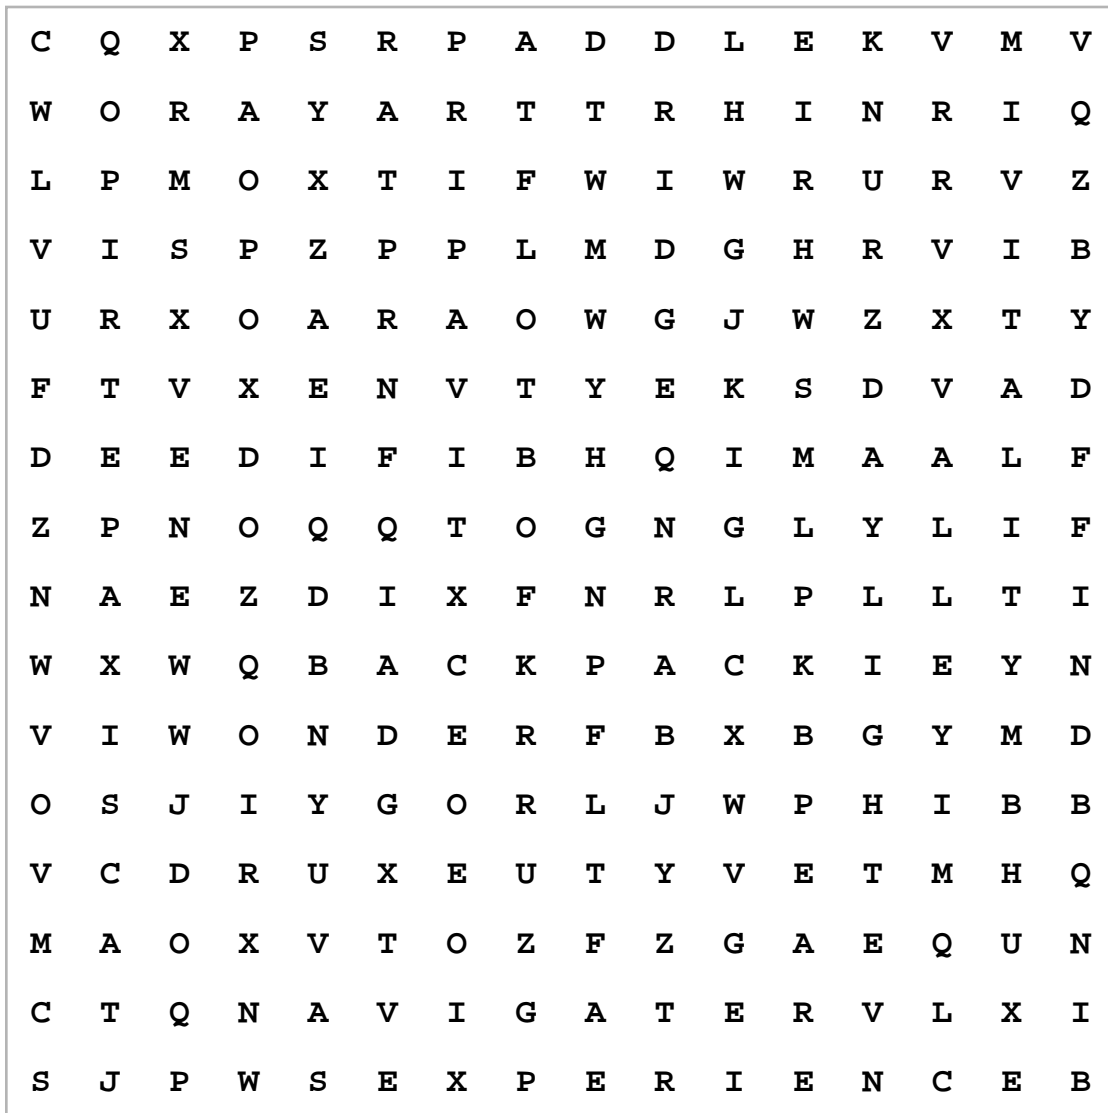 C Q X P S R P A D D L E K V M V
W O R A Y A R T T R H I N R I Q
L P M O X T I F W I W R U R V Z
V I S P Z P P L M D G H R V I B
U R X O A R A O W G J W Z X T Y
F T V X E N V T Y E K S D V A D
D E E D I F I B H Q I M A A L F
Z P N O Q Q T O G N G L Y L I F
N A E Z D I X F N R L P L L T I
W X W Q B A C K P A C K I E Y N
V I W O N D E R F B X B G Y M D
O S J I Y G O R L J W P H I B B
V C D R U X E U T Y V E T M H Q
M A O X V T O Z F Z G A E Q U N
C T Q N A V I G A T E R V L X I
S J P W S E X P E R I E N C E B